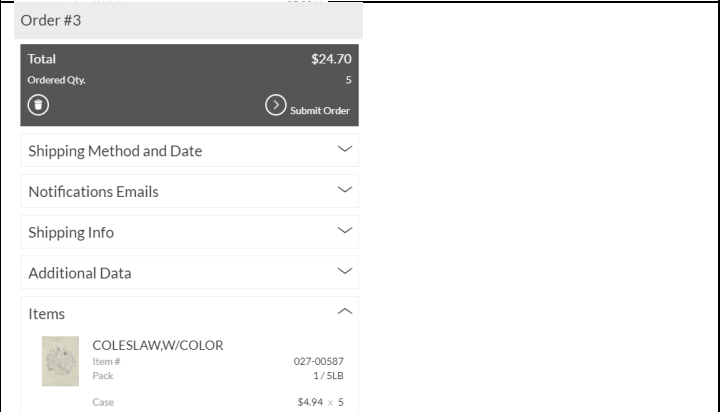 Order #3
Total $24.70
Ordered Qty. 5
Submit Order
Shipping Method and Date
Notifications Emails
Shipping Info
Additional Data
Items
COLESLAW,W/COLOR
Item # 027-00587
Pack 1 / 5LB
Case $4.94 x 5